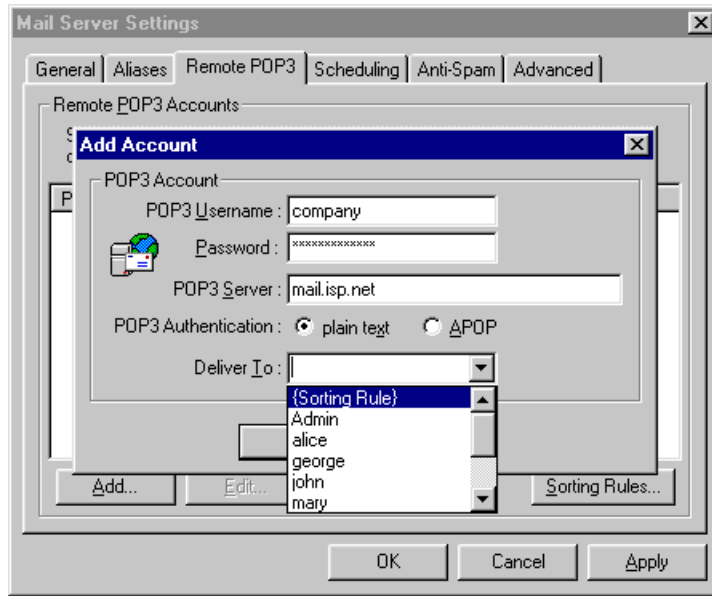 Mail Server Settings
General Aliases Remote POP3 Scheduling Anti-Spam Advanced
Remote POP3 Accounts
Add Account
POP3 Account
POP3 Username : company
Password : xxxxxxxxxxxxx
POP3 Server : mail.isp.net
POP3 Authentication : plain text APOP
Deliver To :
{Sorting Rule}
Admin
alice
george
john
mary
Add... Edit... Sorting Rules...
OK Cancel Apply